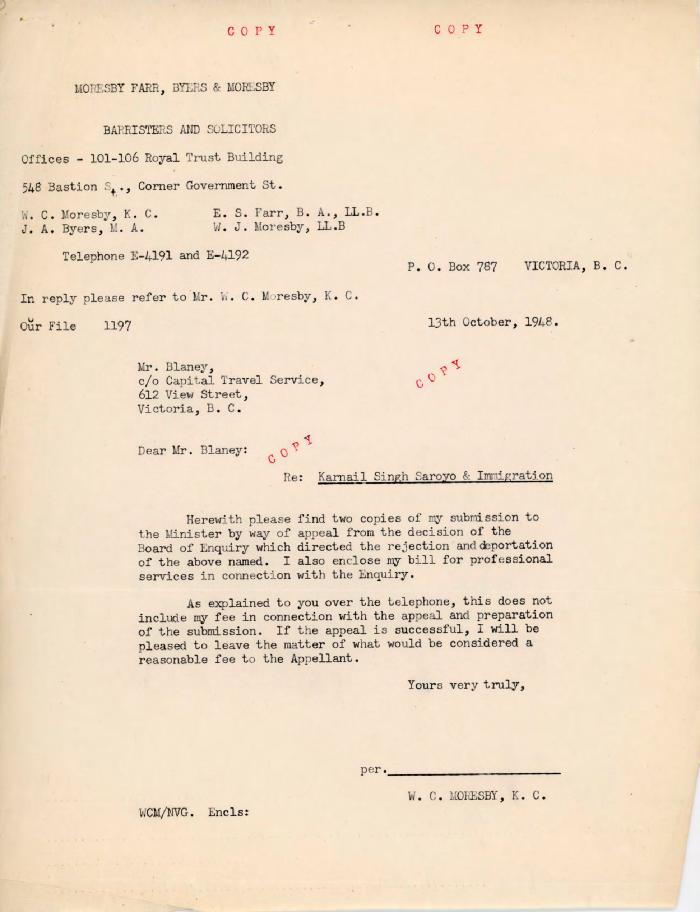 COPY COPY
MORESBY FARR, BYERS & MORESBY
BARRISTERS AND SOLICITORS
Offices - 101-106 Royal Trust Building
548 Bastion St., Corner Government St.
W. C. Moresby, K. C. E. S. Farr, B. A., LL.B.
J. A. Byers, M. A. W. J. Moresby, LL.B
Telephone E-4191 and E-4192
P. O. Box 787 VICTORIA, B. C.
In reply please refer to Mr. W. C. Moresby, K. C.
Our File 1197 13th October, 1948.
Mr. Blaney,
c/o Capital Travel Service,
612 View Street,
Victoria, B. C.
COPY
Dear Mr. Blaney:
COPY
Re: Karnail Singh Saroyo & Immigration
Herewith please find two copies of my submission to
the Minister by way of appeal from the decision of the
Board of Enquiry which directed the rejection and deportation
of the above named. I also enclose my bill for professional
services in connection with the Enquiry.
As explained to you over the telephone, this does not
include my fee in connection with the appeal and preparation
of the submission. If the appeal is successful, I will be
pleased to leave the matter of what would be considered a
reasonable fee to the Appellant.
Yours very truly,
per.
W. C. MORESBY, K. C.
WCM/NVG. Encls: